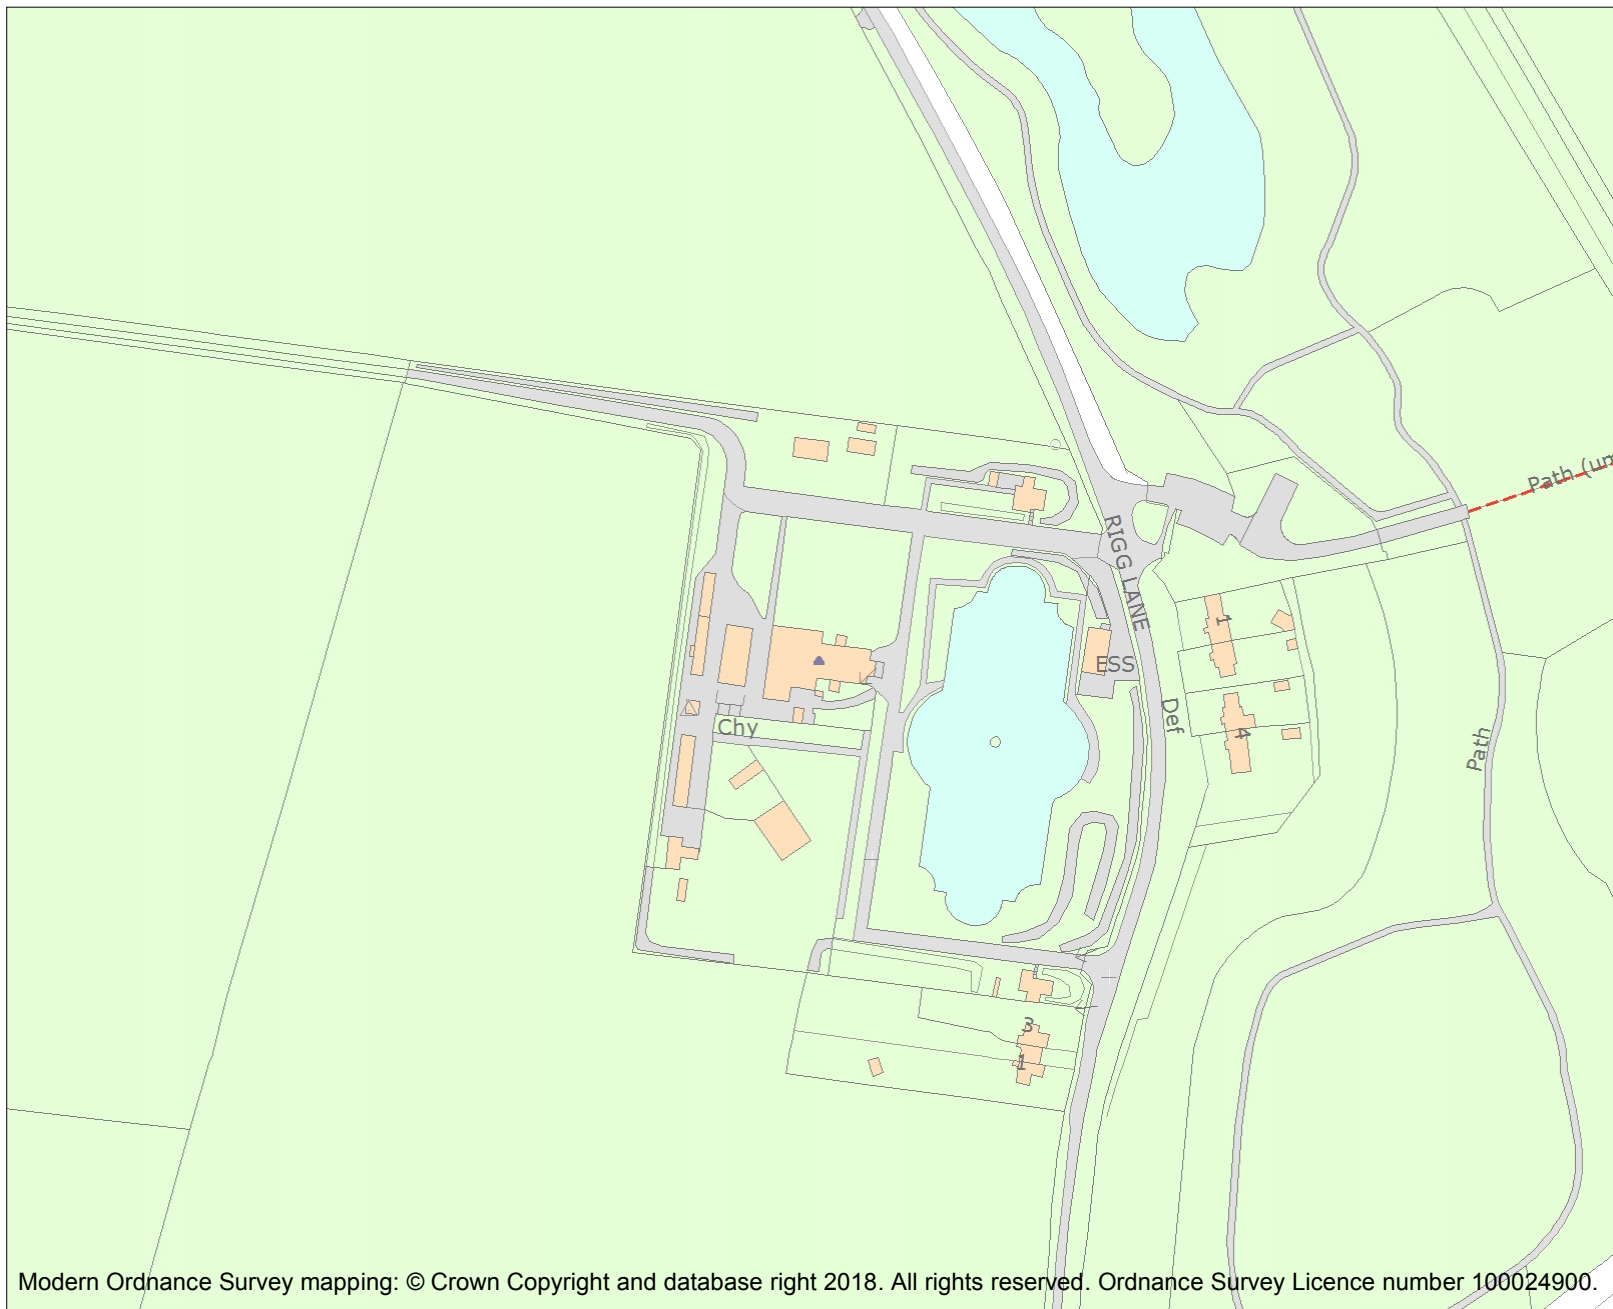 Path (un
RIGG LANE
1
ESS
Def
Chy
4
Path
3
1
Modern Ordnance Survey mapping: © Crown Copyright and database right 2018. All rights reserved. Ordnance Survey Licence number 100024900.